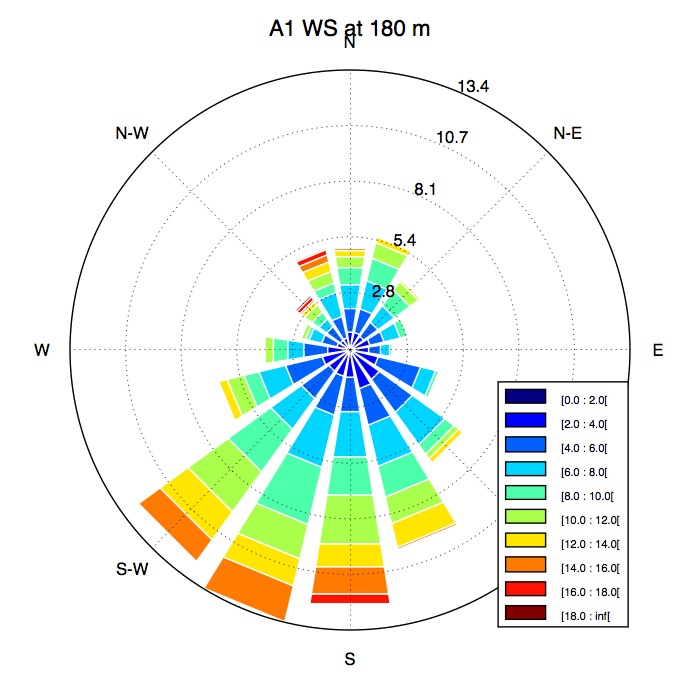 A1 WS at 180 m
N
13.4
N-W
10.7
N-E
8.1
5.4
2.8
W
E
[0.0 : 2.0[
[2.0 : 4.0[
[4.0 : 6.0[
[6.0 : 8.0[
[8.0 : 10.0[
[10.0 : 12.0[
[12.0 : 14.0[
[14.0 : 16.0[
[16.0 : 18.0[
[18.0 : inf[
S-W
S